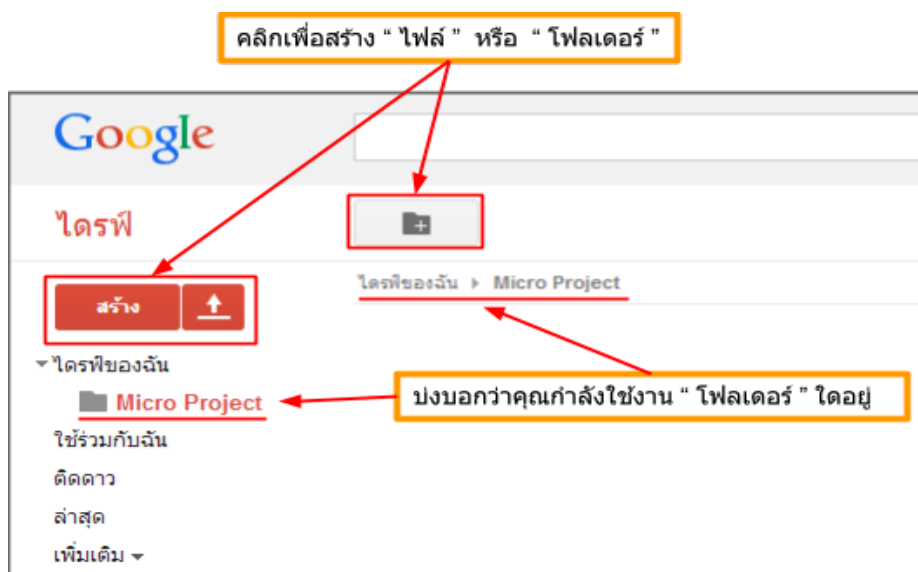 คลิกเพื่อสร้าง “ ไฟล์ ” หรือ “ โฟลเดอร์ ”
Google
ไดรฟ์
สร้าง
ไดรฟ์ของฉัน ▸ Micro Project
ไดรฟ์ของฉัน
Micro Project
บ่งบอกว่าคุณกำลังใช้งาน “ โฟลเดอร์ ” ใดอยู่
ใช้ร่วมกับฉัน
ติดดาว
ล่าสุด
เพิ่มเติม